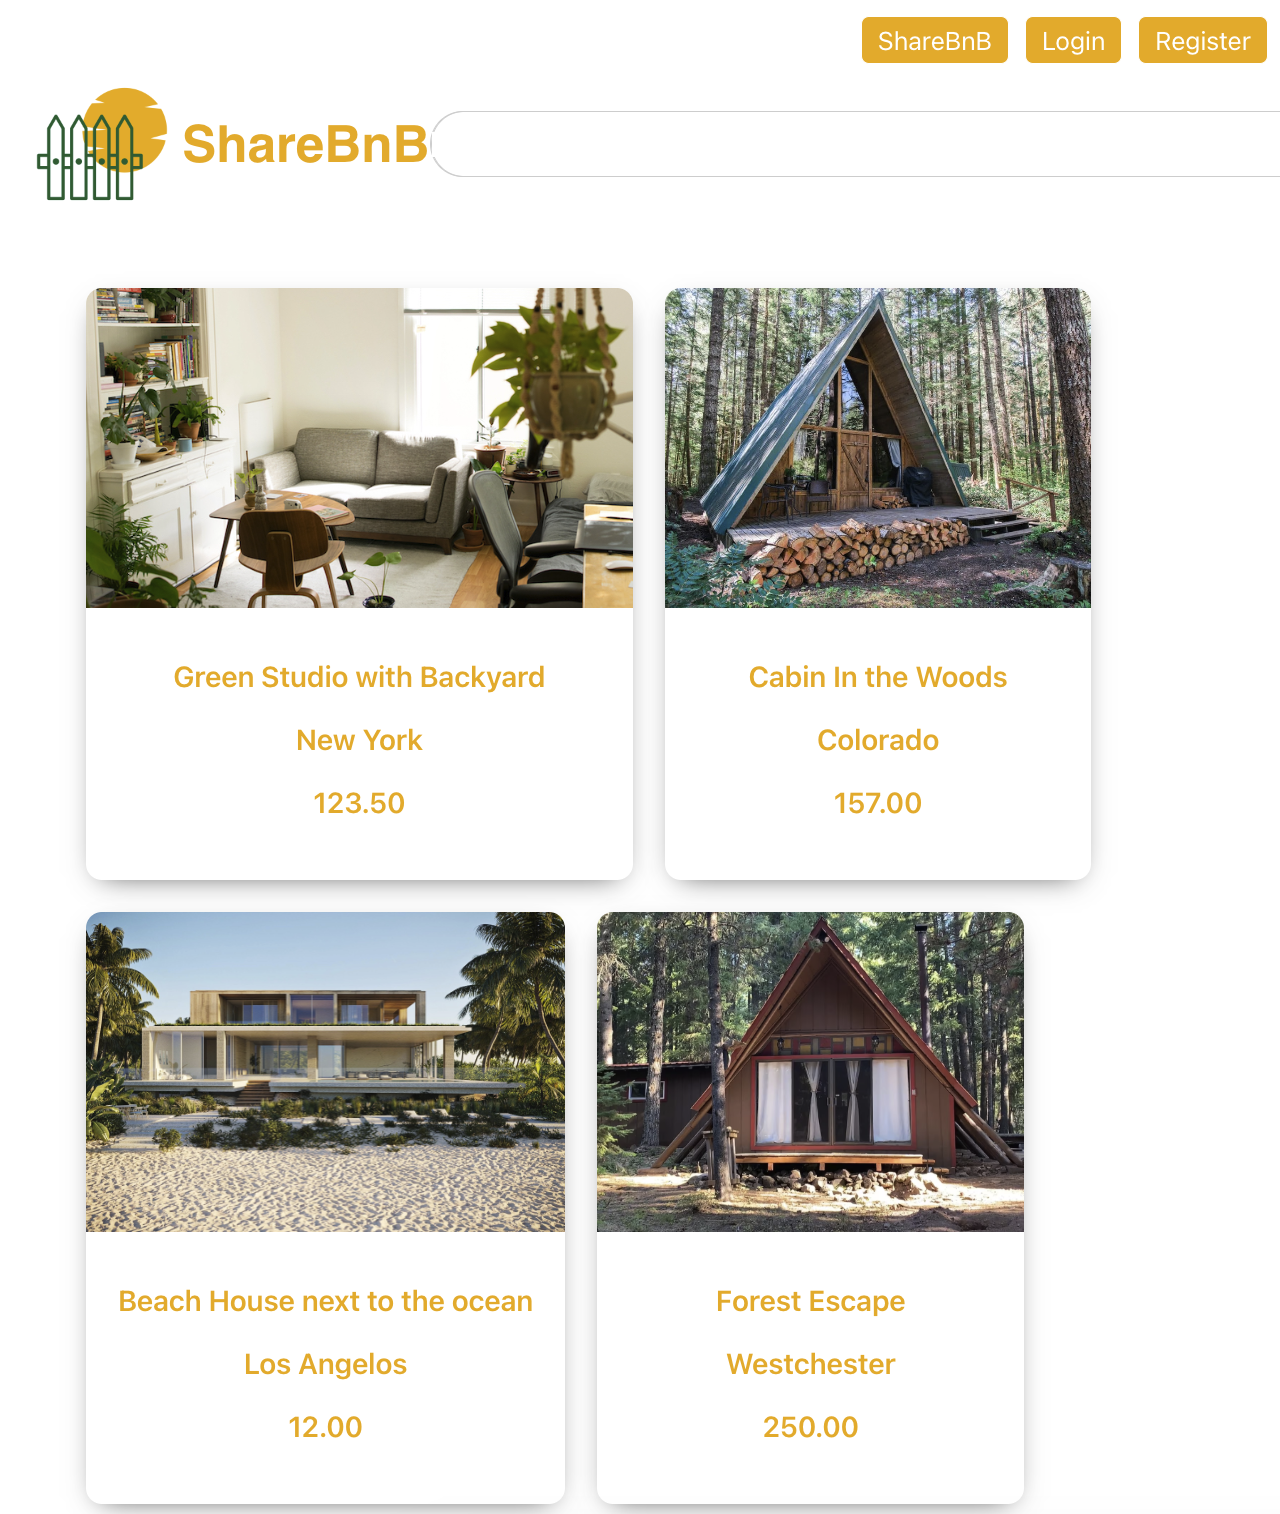 ShareBnB Login Register
ShareBnB
Green Studio with Backyard
New York
123.50
Cabin In the Woods
Colorado
157.00
Beach House next to the ocean
Los Angelos
12.00
Forest Escape
Westchester
250.00